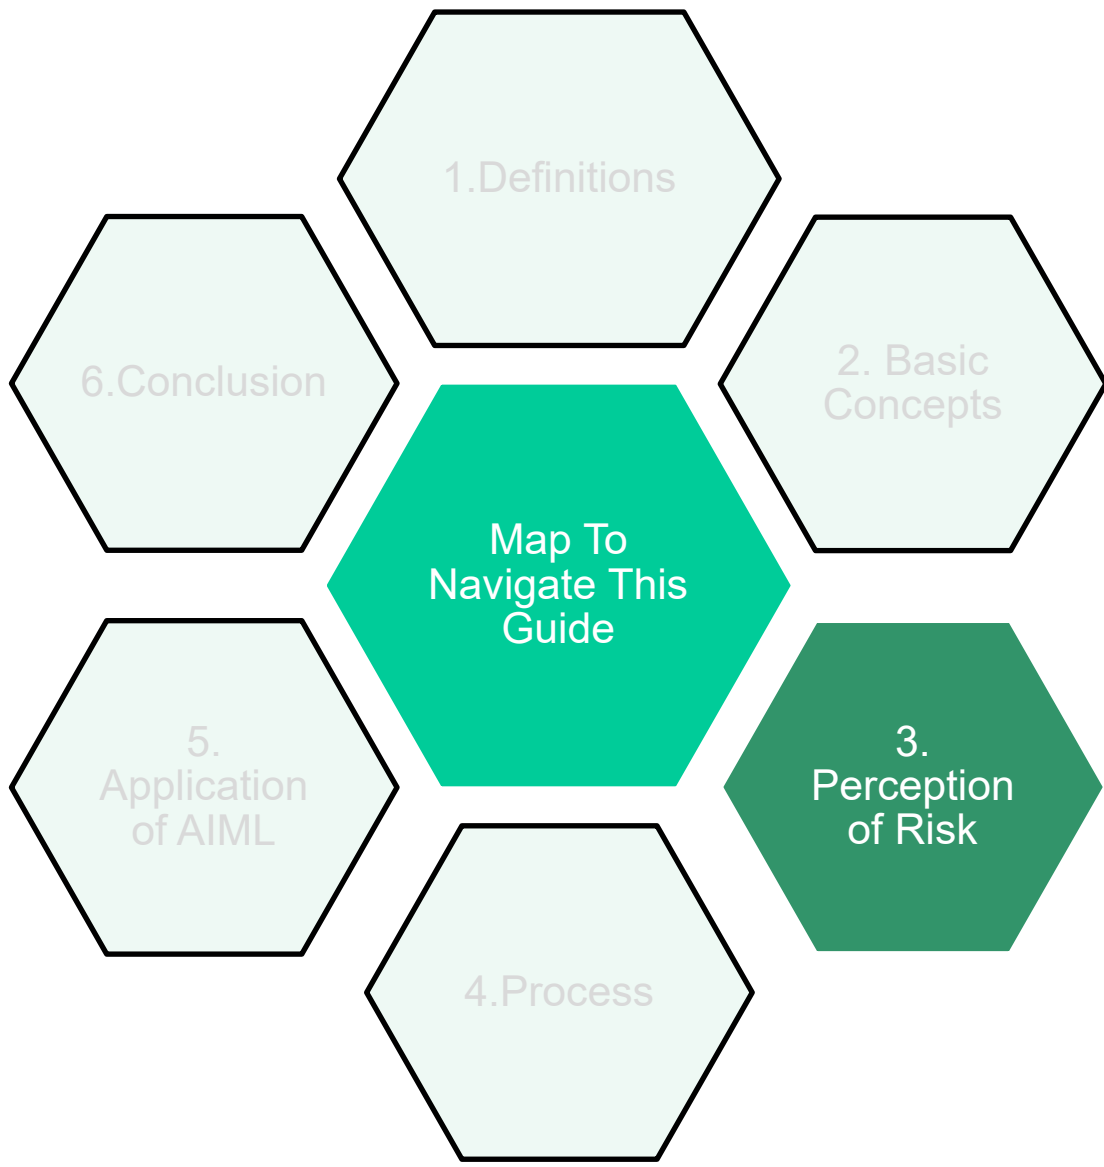 1.Definitions
2. Basic
Concepts
6.Conclusion
Map To
Navigate This
Guide
3.
Perception
of Risk
5.
Application
of AIML
4.Process